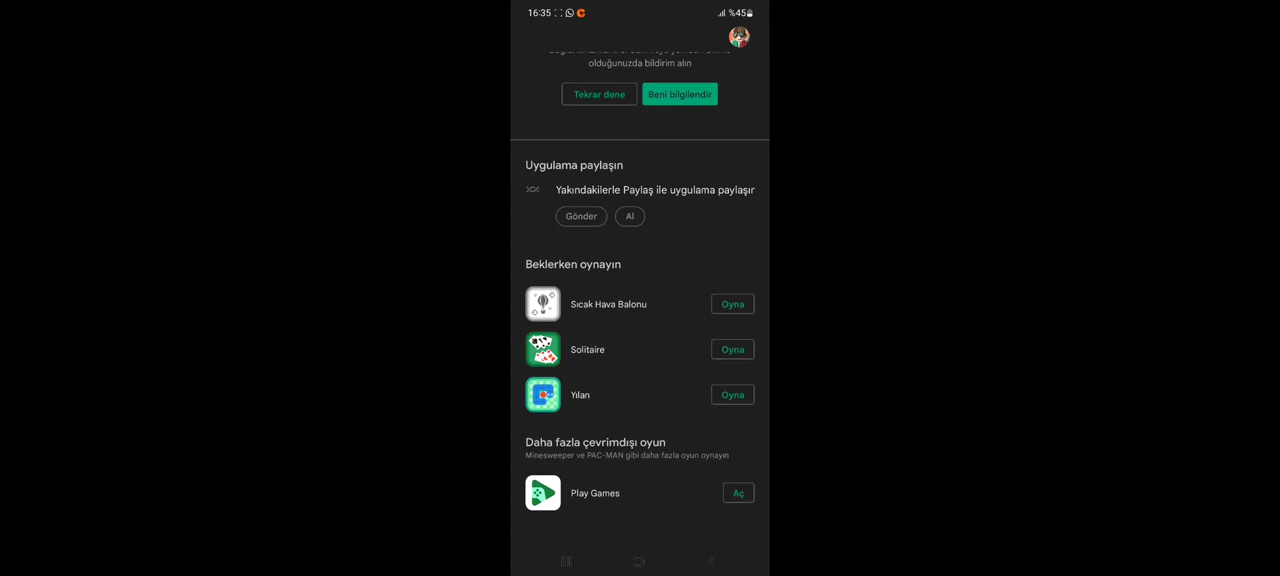 16:35
%45
olduğunuzda bildirim alın
Tekrar dene
Beni bilgilendir
Uygulama paylaşın
Yakındakilerle Paylaş ile uygulama paylaşın
Gönder
Al
Beklerken oynayın
Sıcak Hava Balonu
Oyna
Solitaire
Oyna
Yılan
Oyna
Daha fazla çevrimdışı oyun
Minesweeper ve PAC-MAN gibi daha fazla oyun oynayın
Play Games
Aç